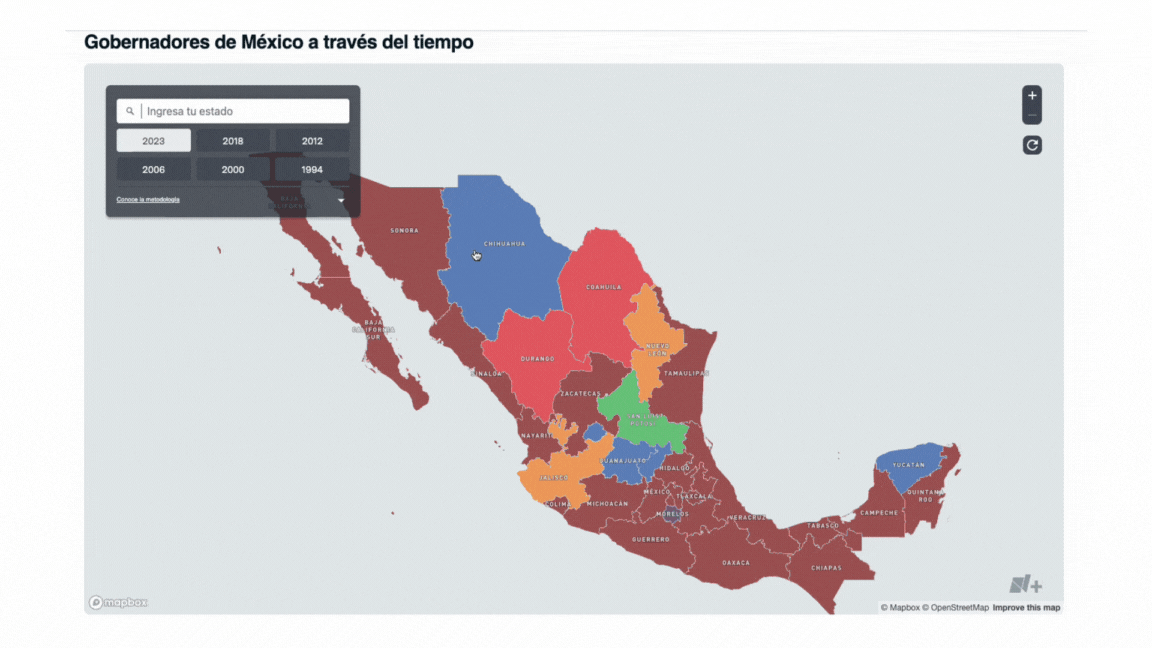 Gobernadores de México a través del tiempo
Ingresa tu estado
2023 2018 2012
2006 2000 1994
Conoce la metodología
BAJA
CALIFORNIA
SONORA
CHIHUAHUA
COAHUILA
BAJA
CALIFORNIA
SUR
NUEVO
LEÓN
DURANGO
SINALOA
TAMAULIPAS
ZACATECAS
SAN LUIS
POTOSÍ
NAYARIT
GUANAJUATO
HIDALGO
YUCATÁN
JALISCO
MÉXICO
TLAXCALA
QUINTANA
ROO
COLIMA
MICHOACÁN
MORELOS
VERACRUZ
CAMPECHE
TABASCO
GUERRERO
OAXACA
CHIAPAS
N+
mapbox
© Mapbox © OpenStreetMap Improve this map